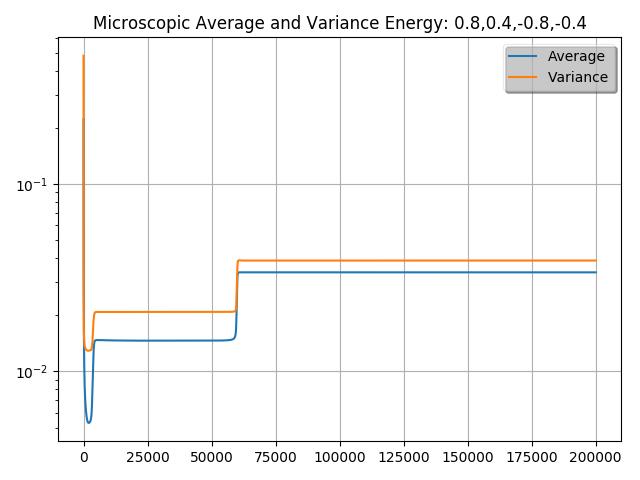 Microscopic Average and Variance Energy: 0.8,0.4,-0.8,-0.4
Average
Variance
10⁻¹
10⁻²
0 25000 50000 75000 100000 125000 150000 175000 200000